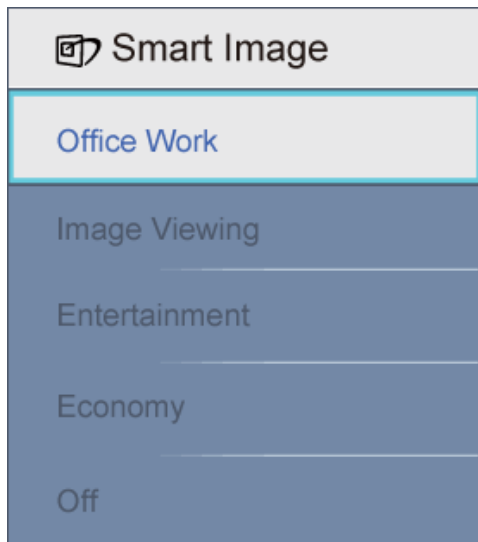 Smart Image
Office Work
Image Viewing
Entertainment
Economy
Off